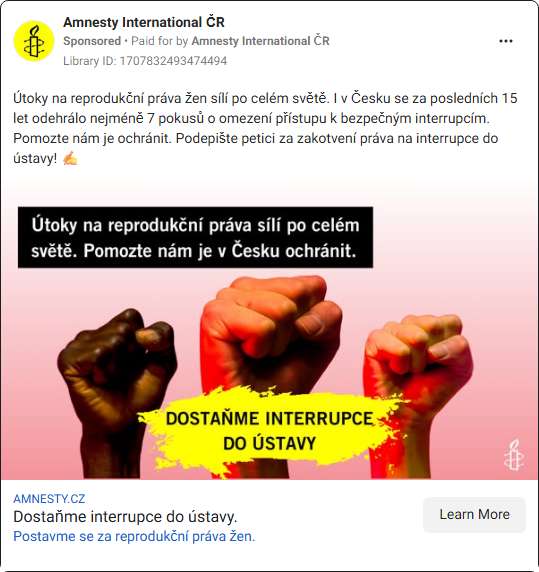 Amnesty International ČR
Sponsored • Paid for by Amnesty International ČR
Library ID: 1707832493474494
Útoky na reprodukční práva žen sílí po celém světě. I v Česku se za posledních 15
let odehrálo nejméně 7 pokusů o omezení přístupu k bezpečným interrupcím.
Pomozte nám je ochránit. Podepište petici za zakotvení práva na interrupce do
ústavy! ✍️
Útoky na reprodukční práva sílí po celém
světě. Pomozte nám je v Česku ochránit.
DOSTAŇME INTERRUPCE
DO ÚSTAVY
AMNESTY.CZ
Dostaňme interrupce do ústavy.
Postavme se za reprodukční práva žen.
Learn More